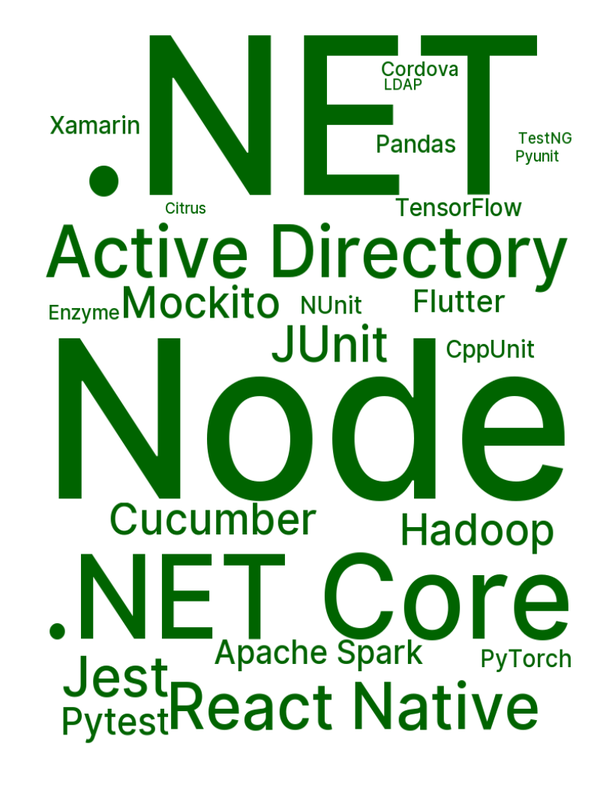 .NET
Cordova
LDAP
Xamarin
Pandas
TestNG
Pyunit
Citrus
TensorFlow
Active Directory
Enzyme
Mockito
NUnit
Flutter
JUnit
CppUnit
Node
Cucumber
Hadoop
.NET Core
Apache Spark
PyTorch
Jest
Pytest
React Native